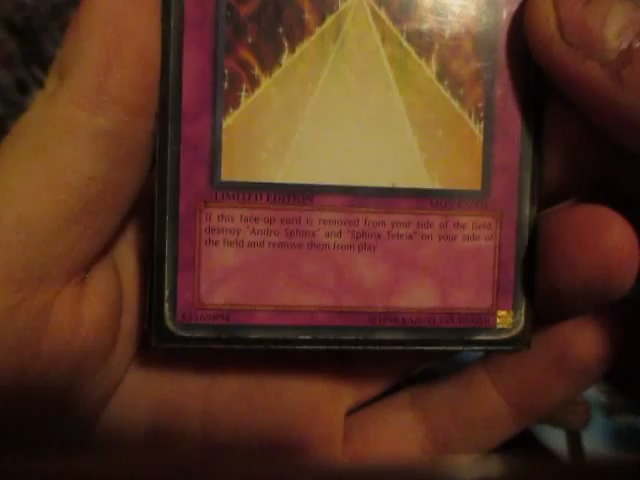 LIMITED EDITION
If this face-up card is removed from your side of the field
destroy "Andro Sphinx" and "Sphinx Teleia" on your side of
the field and remove them from play